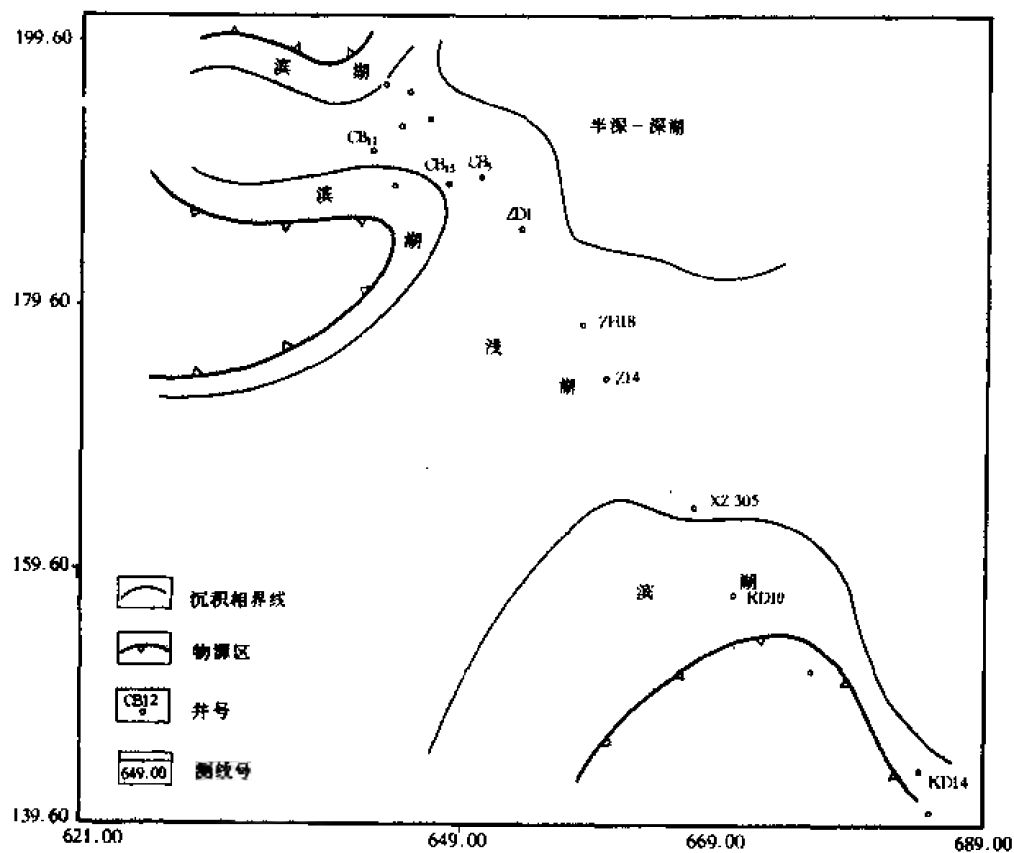 199.60
滨 湖
半深-深湖
CB11
CB15
CB5
滨
ZD1
湖
179.60
ZH18
浅
Z14
湖
XZ 305
159.60
湖
滨
KD10
沉积相界线
物源区
CB12
井号
KD14
649.00
测线号
139.60
621.00
649.00
669.00
689.00